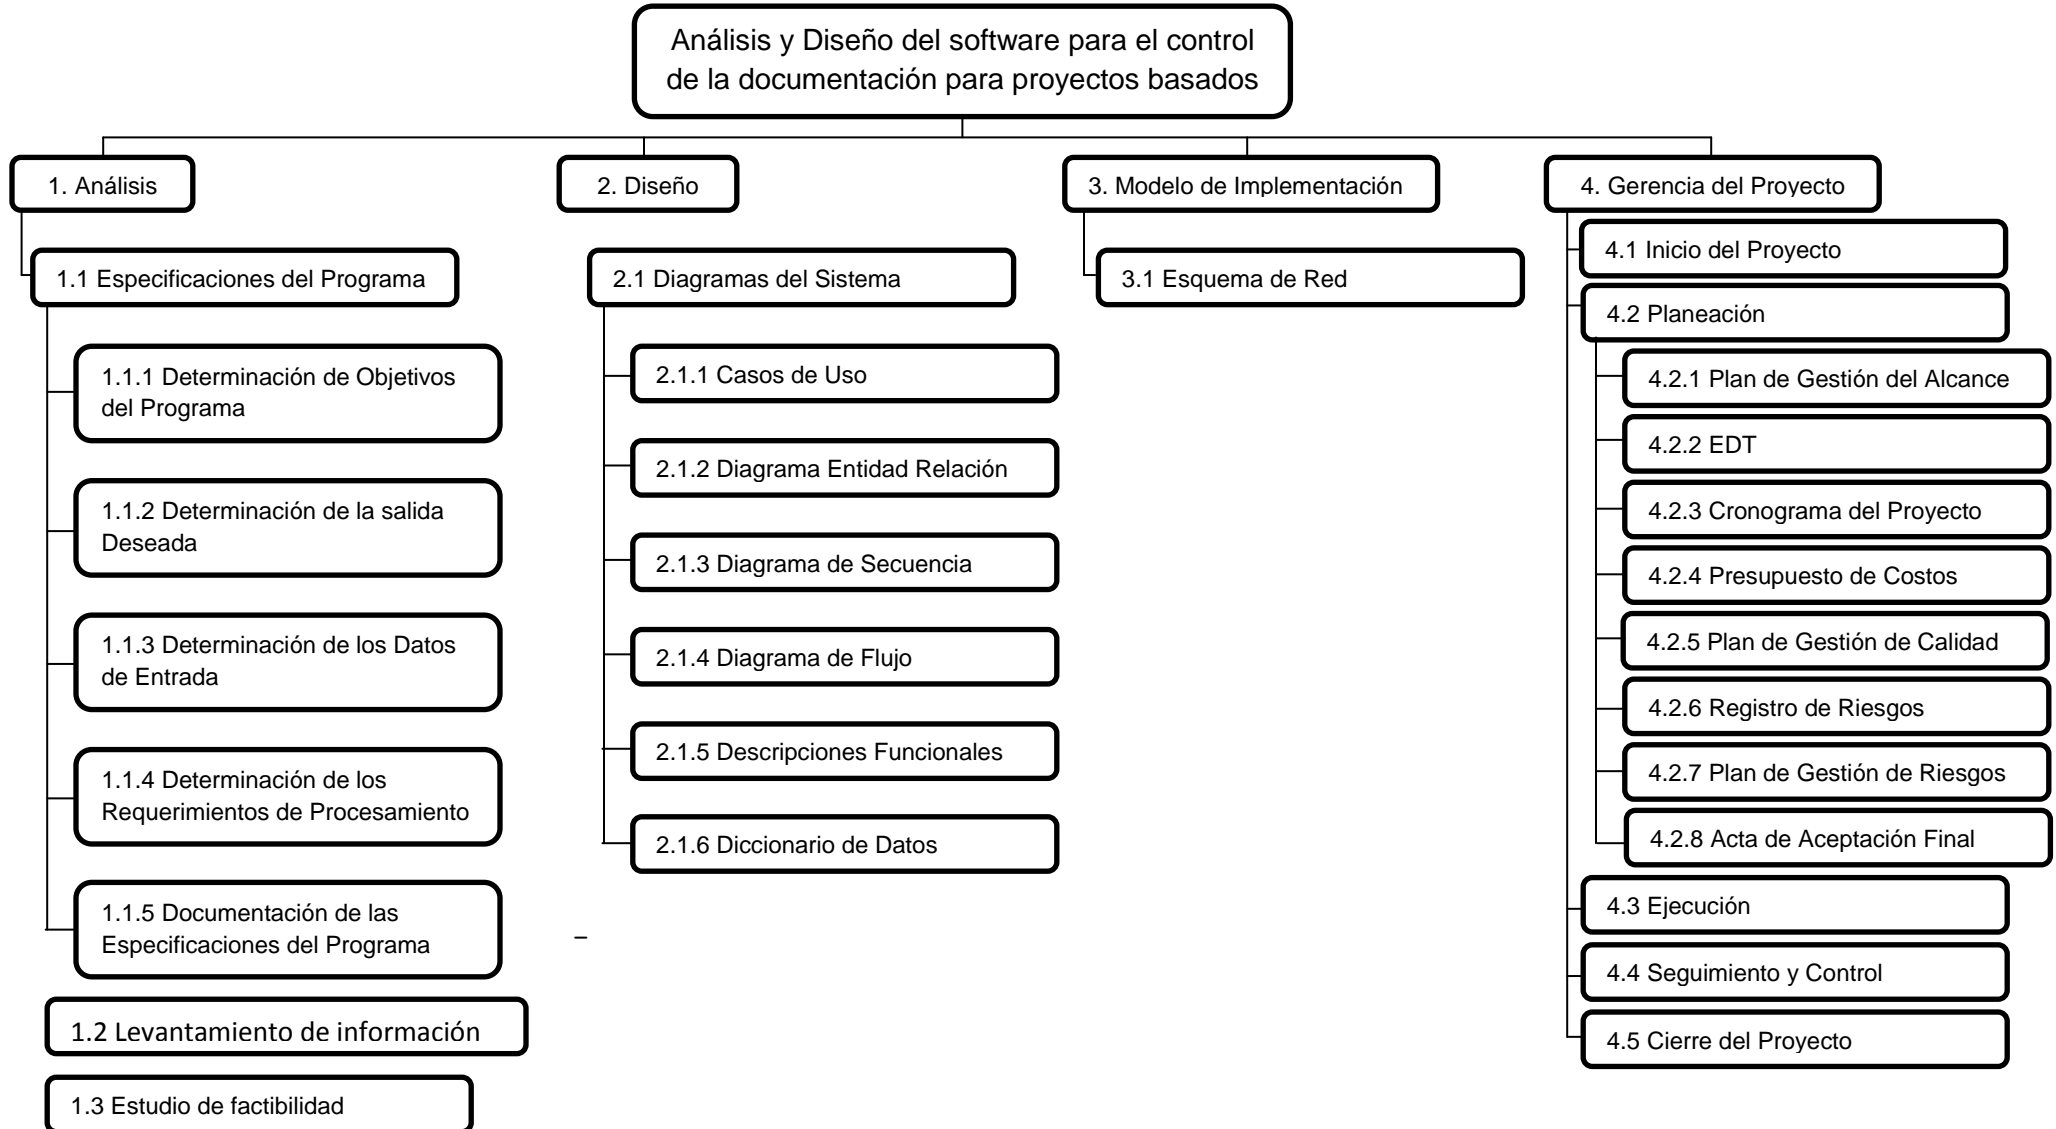 Análisis y Diseño del software para el control
de la documentación para proyectos basados
1. Análisis
2. Diseño
3. Modelo de Implementación
4. Gerencia del Proyecto
1.1 Especificaciones del Programa
1.1.1 Determinación de Objetivos
del Programa
1.1.2 Determinación de la salida
Deseada
1.1.3 Determinación de los Datos
de Entrada
1.1.4 Determinación de los
Requerimientos de Procesamiento
1.1.5 Documentación de las
Especificaciones del Programa
1.2 Levantamiento de información
1.3 Estudio de factibilidad
2.1 Diagramas del Sistema
2.1.1 Casos de Uso
2.1.2 Diagrama Entidad Relación
2.1.3 Diagrama de Secuencia
2.1.4 Diagrama de Flujo
2.1.5 Descripciones Funcionales
2.1.6 Diccionario de Datos
3.1 Esquema de Red
4.1 Inicio del Proyecto
4.2 Planeación
4.2.1 Plan de Gestión del Alcance
4.2.2 EDT
4.2.3 Cronograma del Proyecto
4.2.4 Presupuesto de Costos
4.2.5 Plan de Gestión de Calidad
4.2.6 Registro de Riesgos
4.2.7 Plan de Gestión de Riesgos
4.2.8 Acta de Aceptación Final
4.3 Ejecución
4.4 Seguimiento y Control
4.5 Cierre del Proyecto